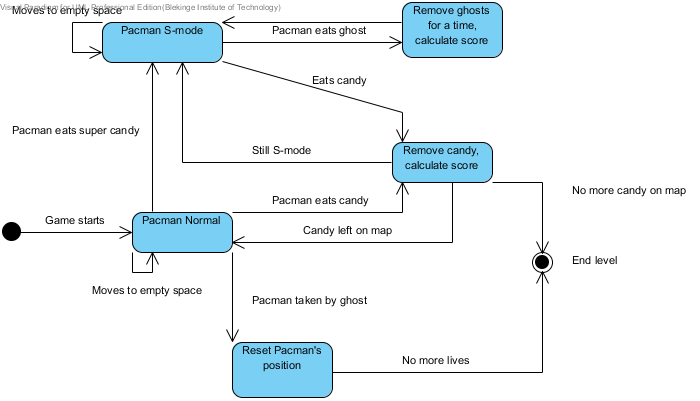 Visual Paradigm for UML Professional Edition(Blekinge Institute of Technology)
Moves to empty space
Pacman S-mode
Pacman eats ghost
Remove ghosts
for a time,
calculate score
Eats candy
Pacman eats super candy
Still S-mode
Remove candy,
calculate score
No more candy on map
Pacman eats candy
Game starts
Pacman Normal
Candy left on map
End level
Moves to empty space
Pacman taken by ghost
Reset Pacman's
position
No more lives